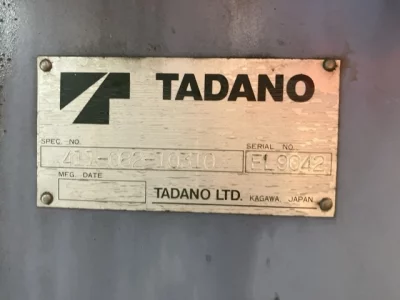 TADANO
SPEC. NO.
SERIAL NO.
MFG. DATE
TADANO LTD. KAGAWA, JAPAN